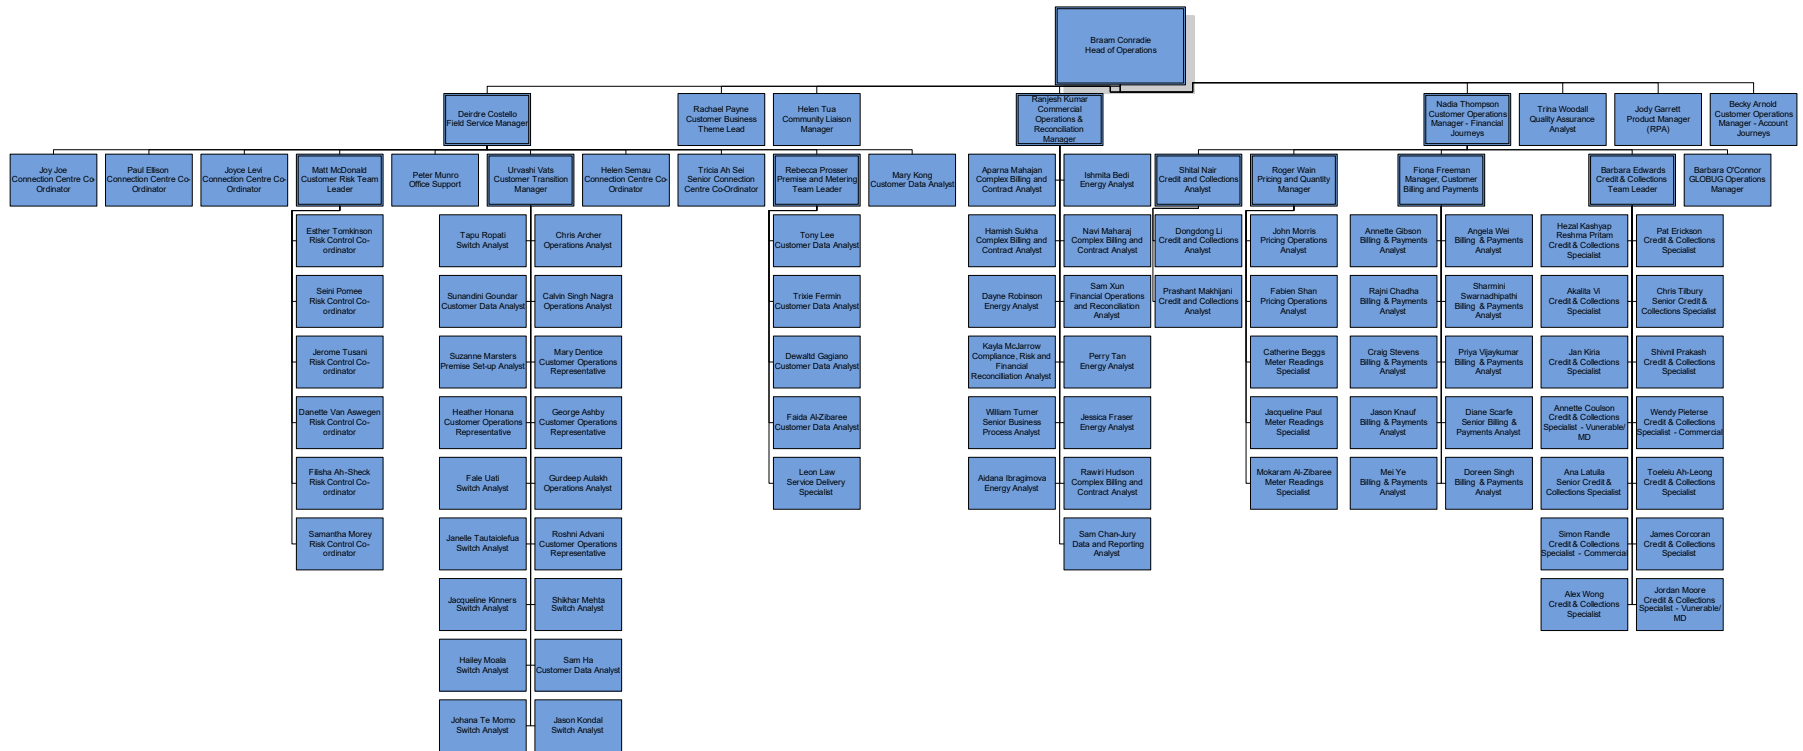 Braam Conradie
Head of Operations
Deirdre Costello
Field Service Manager
Rachael Payne
Customer Business
Theme Lead
Helen Tua
Community Liaison
Manager
Ranjesh Kumar
Commercial
Operations &
Reconciliation
Manager
Nadia Thompson
Customer Operations
Manager - Financial
Journeys
Trina Woodall
Quality Assurance
Analyst
Jody Garrett
Product Manager
(RPA)
Becky Arnold
Customer Operations
Manager - Account
Journeys
Joy Joe
Connection Centre Co-
Ordinator
Paul Ellison
Connection Centre Co-
Ordinator
Joyce Levi
Connection Centre Co-
Ordinator
Matt McDonald
Customer Risk Team
Leader
Peter Munro
Office Support
Urvashi Vats
Customer Transition
Manager
Helen Semau
Connection Centre Co-
Ordinator
Tricia Ah Sei
Senior Connection
Centre Co-Ordinator
Rebecca Prosser
Premise and Metering
Team Leader
Mary Kong
Customer Data Analyst
Aparna Mahajan
Complex Billing and
Contract Analyst
Ishmita Bedi
Energy Analyst
Shital Nair
Credit and Collections
Analyst
Roger Wain
Pricing and Quantity
Manager
Fiona Freeman
Manager, Customer
Billing and Payments
Barbara Edwards
Credit & Collections
Team Leader
Barbara O'Connor
GLOBUG Operations
Manager
Esther Tomkinson
Risk Control Co-
ordinator
Tapu Ropati
Switch Analyst
Chris Archer
Operations Analyst
Tony Lee
Customer Data Analyst
Hamish Sukha
Complex Billing and
Contract Analyst
Navi Maharaj
Complex Billing and
Contract Analyst
Dongdong Li
Credit and Collections
Analyst
John Morris
Pricing Operations
Analyst
Annette Gibson
Billing & Payments
Analyst
Angela Wei
Billing & Payments
Analyst
Hezal Kashyap
Reshma Pritam
Credit & Collections
Specialist
Pat Erickson
Credit & Collections
Specialist
Seini Pomee
Risk Control Co-
ordinator
Sunandini Goundar
Customer Data Analyst
Calvin Singh Nagra
Operations Analyst
Trixie Fermin
Customer Data Analyst
Dayne Robinson
Energy Analyst
Sam Xun
Financial Operations
and Reconciliation
Analyst
Prashant Makhijani
Credit and Collections
Analyst
Fabien Shan
Pricing Operations
Analyst
Rajni Chadha
Billing & Payments
Analyst
Sharmini
Swarnadhipathi
Billing & Payments
Analyst
Akalita Vi
Credit & Collections
Specialist
Chris Tilbury
Senior Credit &
Collections Specialist
Jerome Tusani
Risk Control Co-
ordinator
Suzanne Marsters
Premise Set-up Analyst
Mary Dentice
Customer Operations
Representative
Dewaltd Gagiano
Customer Data Analyst
Kayla McJarrow
Compliance, Risk and
Financial
Reconciliation Analyst
Perry Tan
Energy Analyst
Catherine Beggs
Meter Readings
Specialist
Craig Stevens
Billing & Payments
Analyst
Priya Vijaykumar
Billing & Payments
Analyst
Jan Kiria
Credit & Collections
Specialist
Shivnil Prakash
Credit & Collections
Specialist
Danette Van Aswegen
Risk Control Co-
ordinator
Heather Honana
Customer Operations
Representative
George Ashby
Customer Operations
Representative
Faida Al-Zibaree
Customer Data Analyst
William Turner
Senior Business
Process Analyst
Jessica Fraser
Energy Analyst
Jacqueline Paul
Meter Readings
Specialist
Jason Knauf
Billing & Payments
Analyst
Diane Scarfe
Senior Billing &
Payments Analyst
Annette Coulson
Credit & Collections
Specialist - Vunerable/
MD
Wendy Pieterse
Credit & Collections
Specialist - Commercial
Filisha Ah-Sheck
Risk Control Co-
ordinator
Fale Uati
Switch Analyst
Gurdeep Aulakh
Operations Analyst
Leon Law
Service Delivery
Specialist
Aidana Ibragimova
Energy Analyst
Rawiri Hudson
Complex Billing and
Contract Analyst
Mokaram Al-Zibaree
Meter Readings
Specialist
Mei Ye
Billing & Payments
Analyst
Doreen Singh
Billing & Payments
Analyst
Ana Latulia
Senior Credit &
Collections Specialist
Toeleiu Ah-Leong
Credit & Collections
Specialist
Samantha Morey
Risk Control Co-
ordinator
Janelle Tautaiolefua
Switch Analyst
Roshni Advani
Customer Operations
Representative
Sam Chan-Jury
Data and Reporting
Analyst
Simon Randle
Credit & Collections
Specialist - Commercial
James Corcoran
Credit & Collections
Specialist
Jacqueline Kinners
Switch Analyst
Shikhar Mehta
Switch Analyst
Alex Wong
Credit & Collections
Specialist
Jordan Moore
Credit & Collections
Specialist - Vunerable/
MD
Hailey Moala
Switch Analyst
Sam Ha
Customer Data Analyst
Johana Te Momo
Switch Analyst
Jason Kondal
Switch Analyst